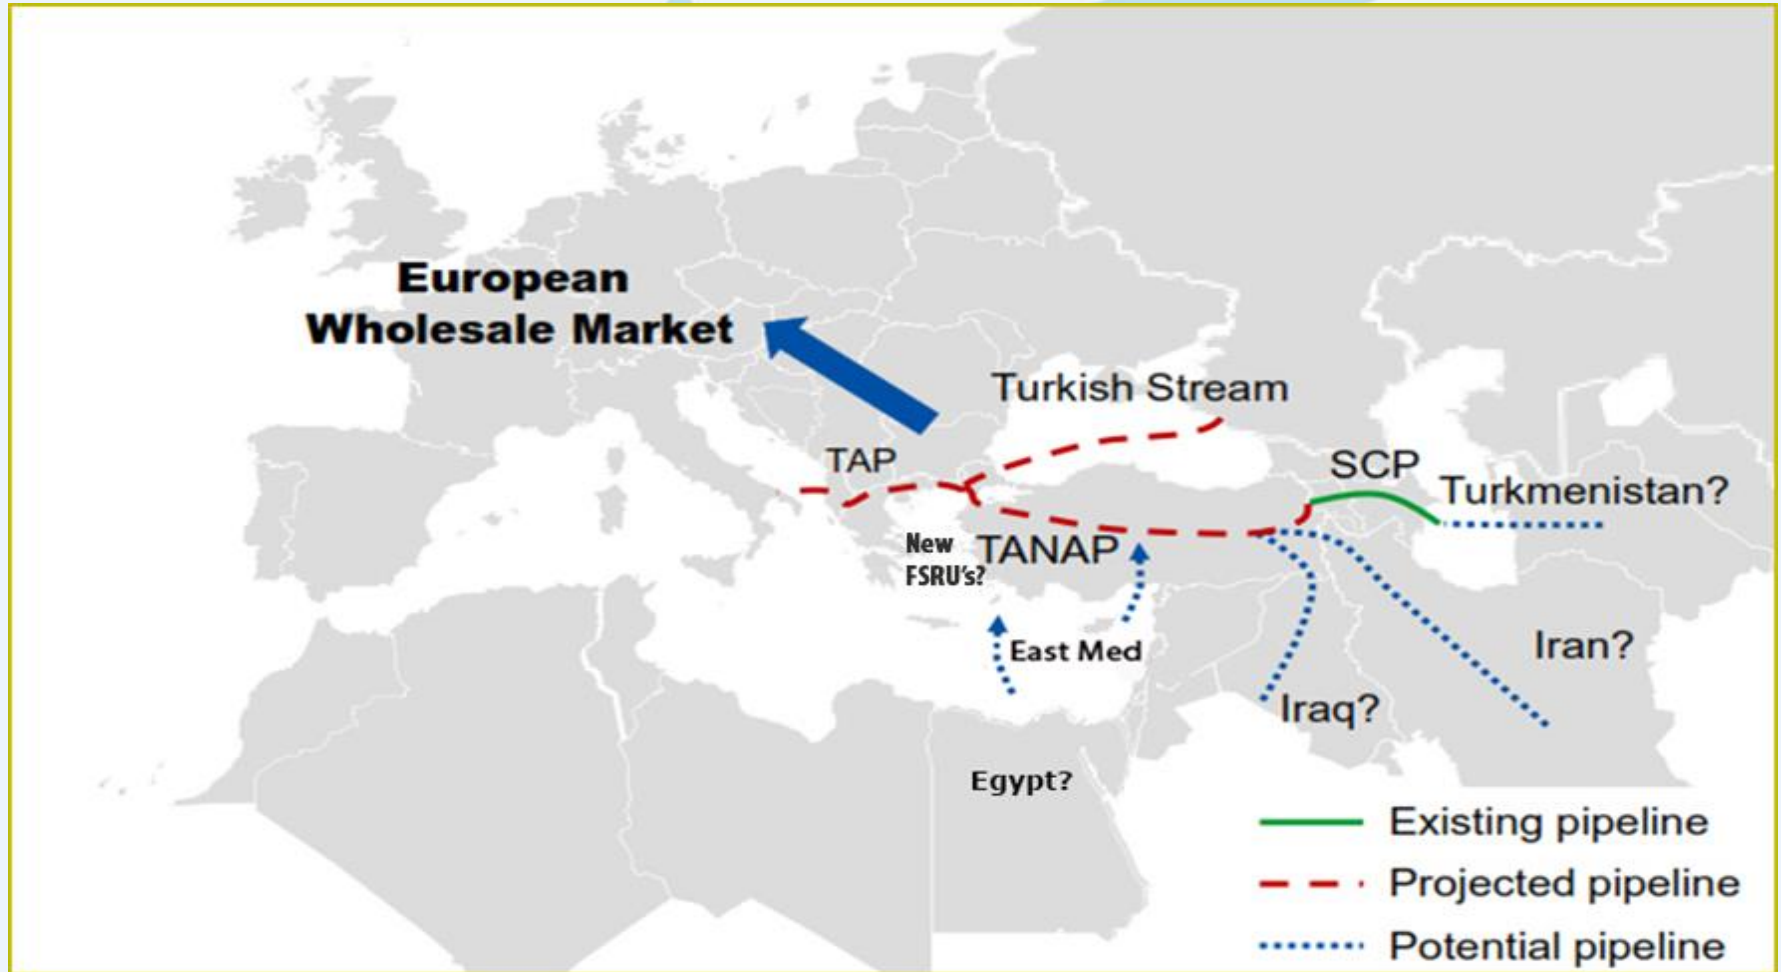 European
Wholesale Market
Turkish Stream
TAP
SCP
Turkmenistan?
New
FSRU's?
TANAP
East Med
Iran?
Iraq?
Egypt?
Existing pipeline
Projected pipeline
Potential pipeline